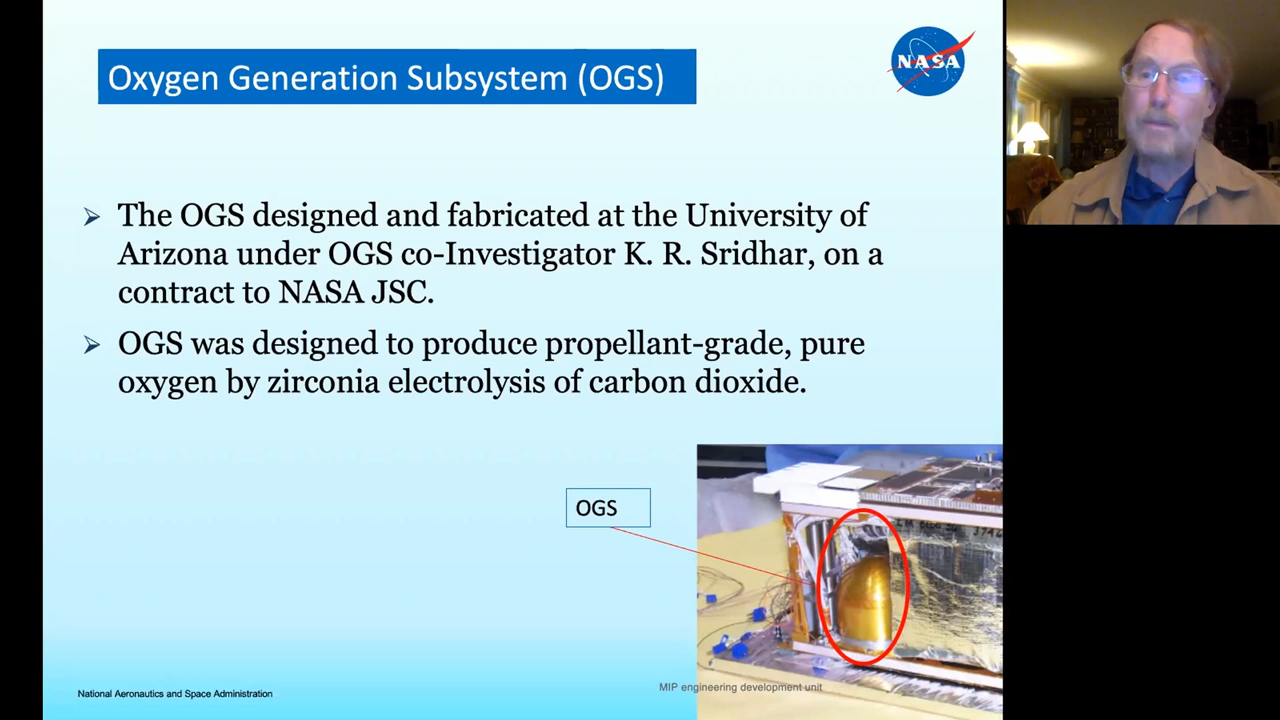 Oxygen Generation Subsystem (OGS)
NASA
The OGS designed and fabricated at the University of
Arizona under OGS co-Investigator K. R. Sridhar, on a
contract to NASA JSC.
OGS was designed to produce propellant-grade, pure
oxygen by zirconia electrolysis of carbon dioxide.
OGS
MIP engineering development unit
National Aeronautics and Space Administration